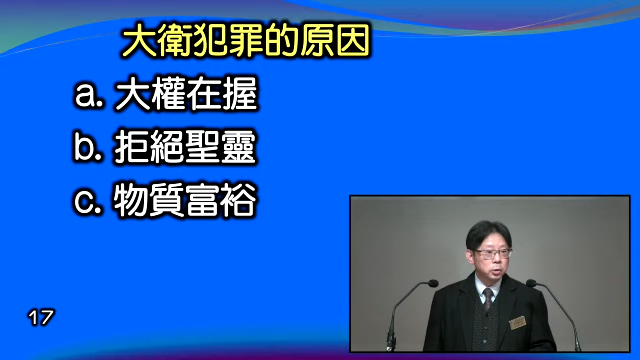 大衛犯罪的原因
a. 大權在握
b. 拒絕聖靈
c. 物質富裕
17